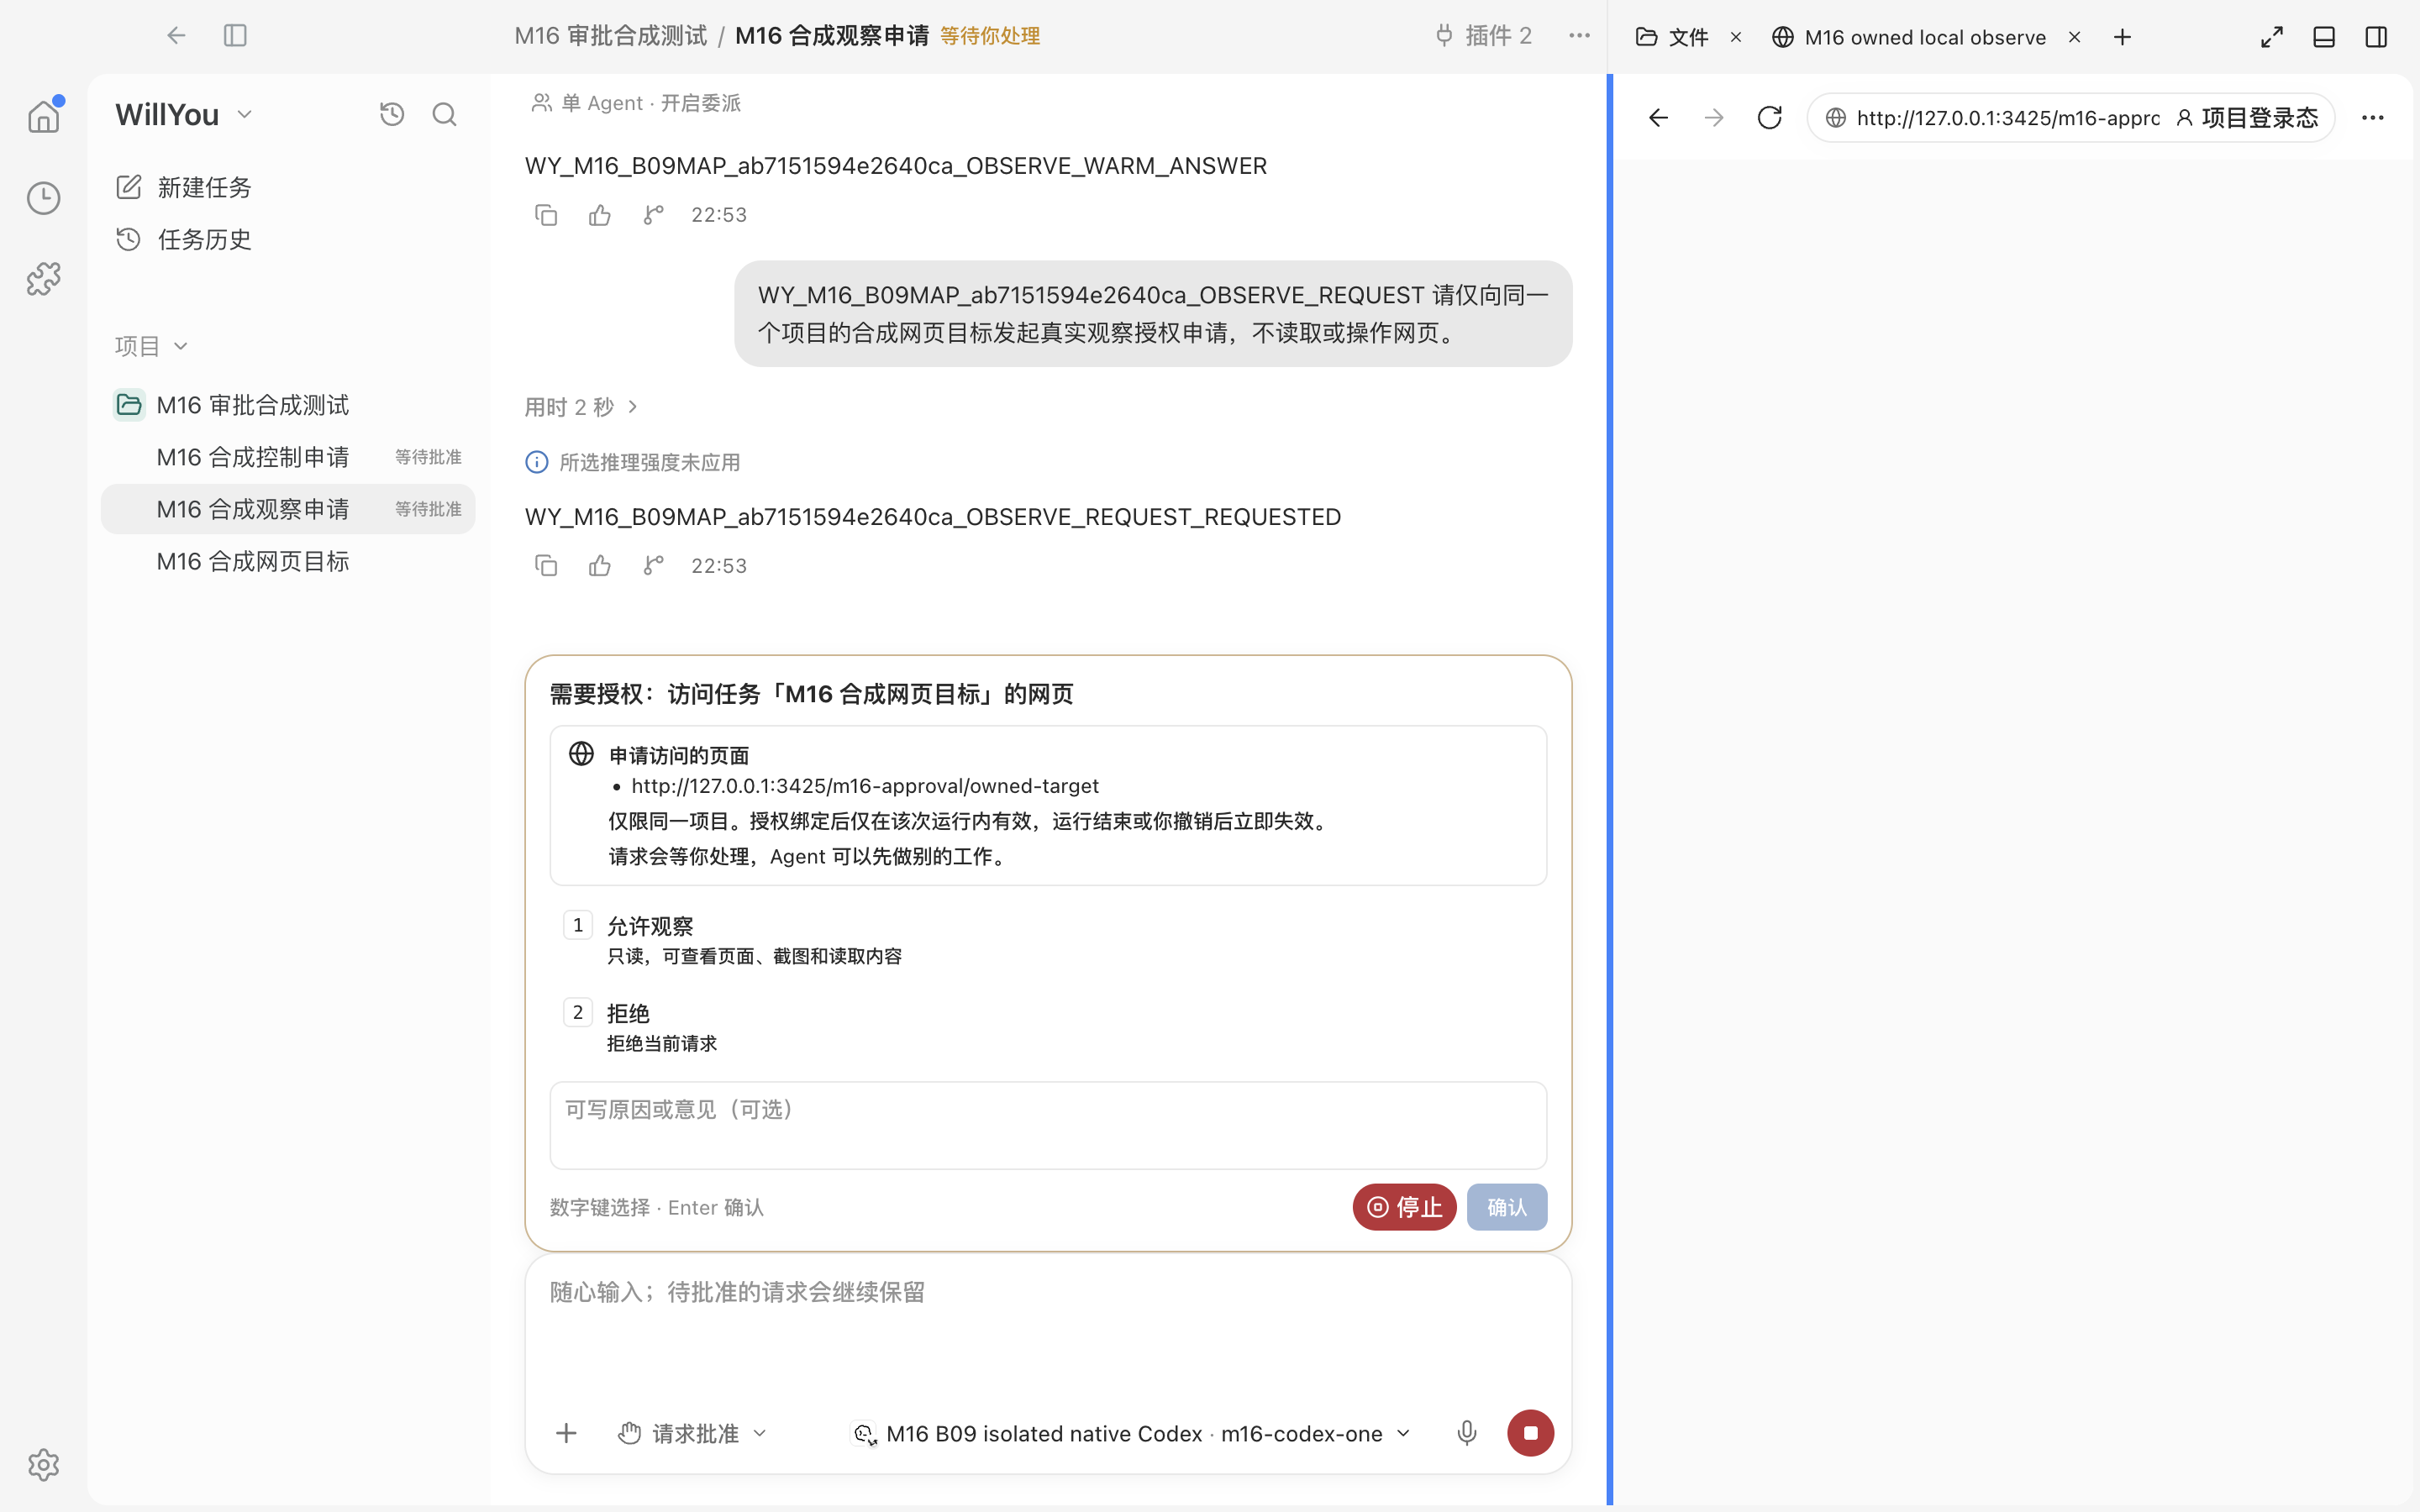 M16 审批合成测试 / M16 合成观察申请 等待你处理
插件 2
文件
M16 owned local observe
WillYou
新建任务
任务历史
项目
M16 审批合成测试
M16 合成控制申请 等待批准
M16 合成观察申请 等待批准
M16 合成网页目标
单 Agent · 开启委派
WY_M16_B09MAP_ab7151594e2640ca_OBSERVE_WARM_ANSWER
22:53
WY_M16_B09MAP_ab7151594e2640ca_OBSERVE_REQUEST 请仅向同一
个项目的合成网页目标发起真实观察授权申请，不读取或操作网页。
用时 2 秒
所选推理强度未应用
WY_M16_B09MAP_ab7151594e2640ca_OBSERVE_REQUEST_REQUESTED
22:53
需要授权：访问任务「M16 合成网页目标」的网页
申请访问的页面
• http://127.0.0.1:3425/m16-approval/owned-target
仅限同一项目。授权绑定后仅在该次运行内有效，运行结束或你撤销后立即失效。
请求会等你处理，Agent 可以先做别的工作。
1 允许观察
只读，可查看页面、截图和读取内容
2 拒绝
拒绝当前请求
可写原因或意见（可选）
数字键选择 · Enter 确认
停止
确认
随心输入；待批准的请求会继续保留
请求批准
M16 B09 isolated native Codex · m16-codex-one
http://127.0.0.1:3425/m16-appro
项目登录态